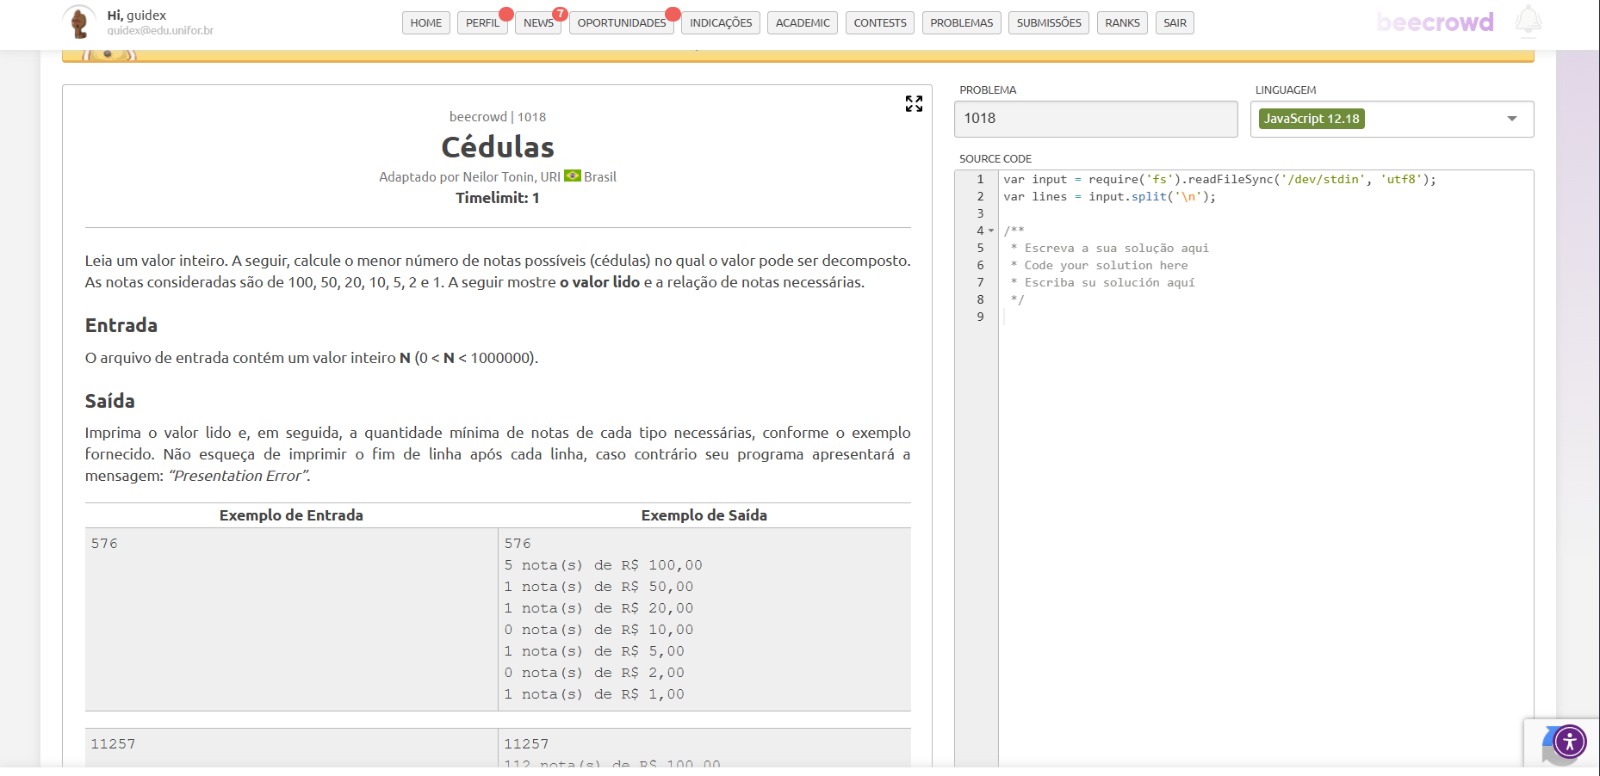 Hi, guidex
guidex@edu.unifor.br
HOME
PERFIL
NEWS
7
OPORTUNIDADES
INDICAÇÕES
ACADEMIC
CONTESTS
PROBLEMAS
SUBMISSÕES
RANKS
SAIR
beecrowd
beecrowd | 1018
Cédulas
Adaptado por Neilor Tonin, URI Brasil
Timelimit: 1
Leia um valor inteiro. A seguir, calcule o menor número de notas possíveis (cédulas) no qual o valor pode ser decomposto.
As notas consideradas são de 100, 50, 20, 10, 5, 2 e 1. A seguir mostre o valor lido e a relação de notas necessárias.
Entrada
O arquivo de entrada contém um valor inteiro N (0 < N < 1000000).
Saída
Imprima o valor lido e, em seguida, a quantidade mínima de notas de cada tipo necessárias, conforme o exemplo
fornecido. Não esqueça de imprimir o fim de linha após cada linha, caso contrário seu programa apresentará a
mensagem: “Presentation Error”.
Exemplo de Entrada
Exemplo de Saída
576
576
5 nota(s) de R$ 100,00
1 nota(s) de R$ 50,00
1 nota(s) de R$ 20,00
0 nota(s) de R$ 10,00
1 nota(s) de R$ 5,00
0 nota(s) de R$ 2,00
1 nota(s) de R$ 1,00
11257
11257
112 nota(s) de R$ 100,00
PROBLEMA
1018
LINGUAGEM
JavaScript 12.18
SOURCE CODE
1 var input = require('fs').readFileSync('/dev/stdin', 'utf8');
2 var lines = input.split('\n');
3
4 /**
5 * Escreva a sua solução aqui
6 * Code your solution here
7 * Escriba su solución aquí
8 */
9